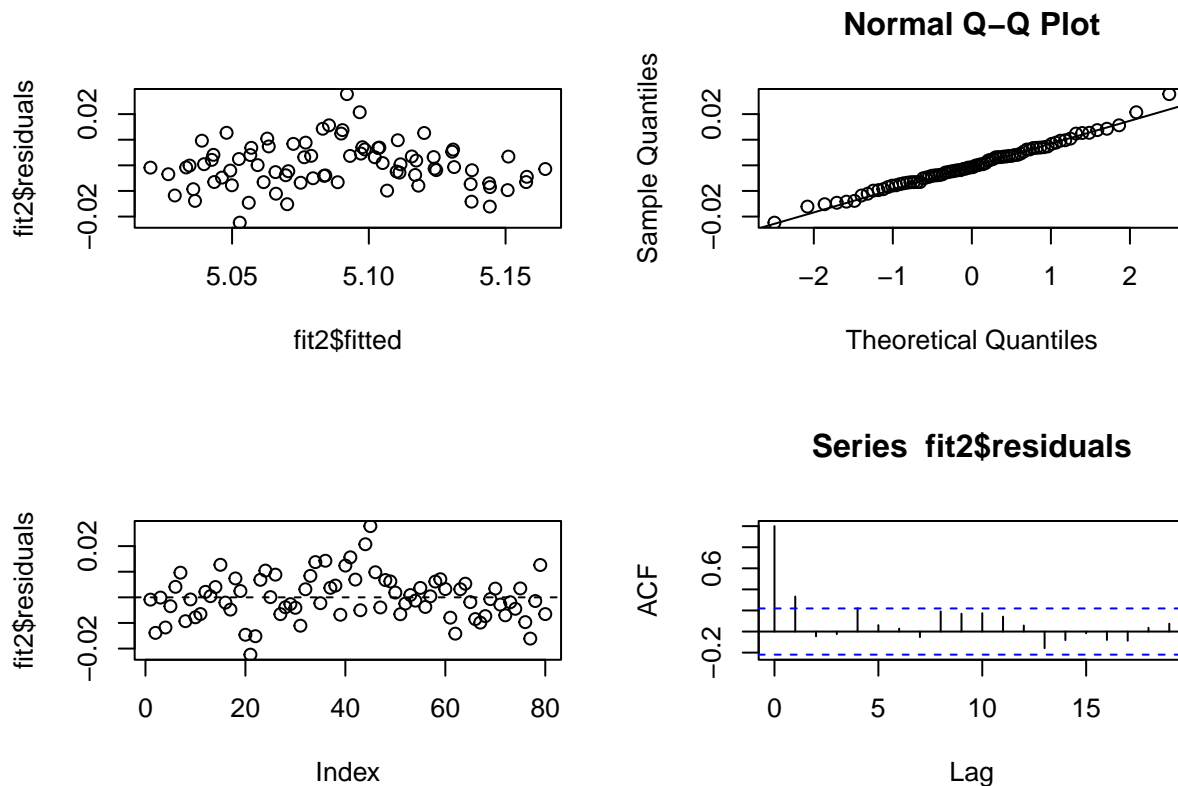 fit2$residuals
−0.02
0.02
5.05
5.10
5.15
fit2$fitted
Normal Q−Q Plot
Sample Quantiles
−0.02
0.02
−2
−1
0
1
2
Theoretical Quantiles
fit2$residuals
−0.02
0.02
0
20
40
60
80
Index
Series fit2$residuals
ACF
−0.2
0.6
0
5
10
15
Lag